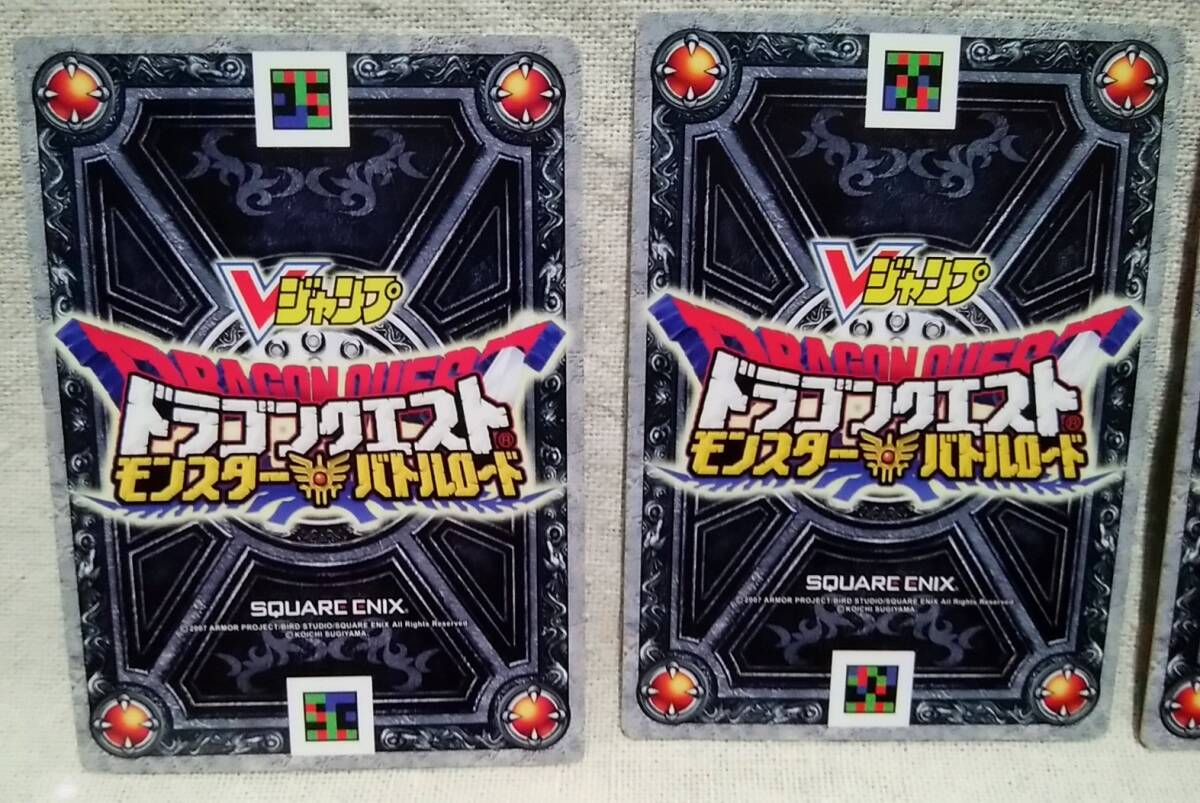 Vジャンプ
DRAGON QUEST
ドラゴンクエスト®
モンスターバトルロード
SQUARE ENIX®
©2007 ARMOR PROJECT/BIRD STUDIO/SQUARE ENIX All Rights Reserved
©KOICHI SUGIYAMA
Vジャンプ
DRAGON QUEST
ドラゴンクエスト®
モンスターバトルロード
SQUARE ENIX®
©2007 ARMOR PROJECT/BIRD STUDIO/SQUARE ENIX All Rights Reserved
©KOICHI SUGIYAMA